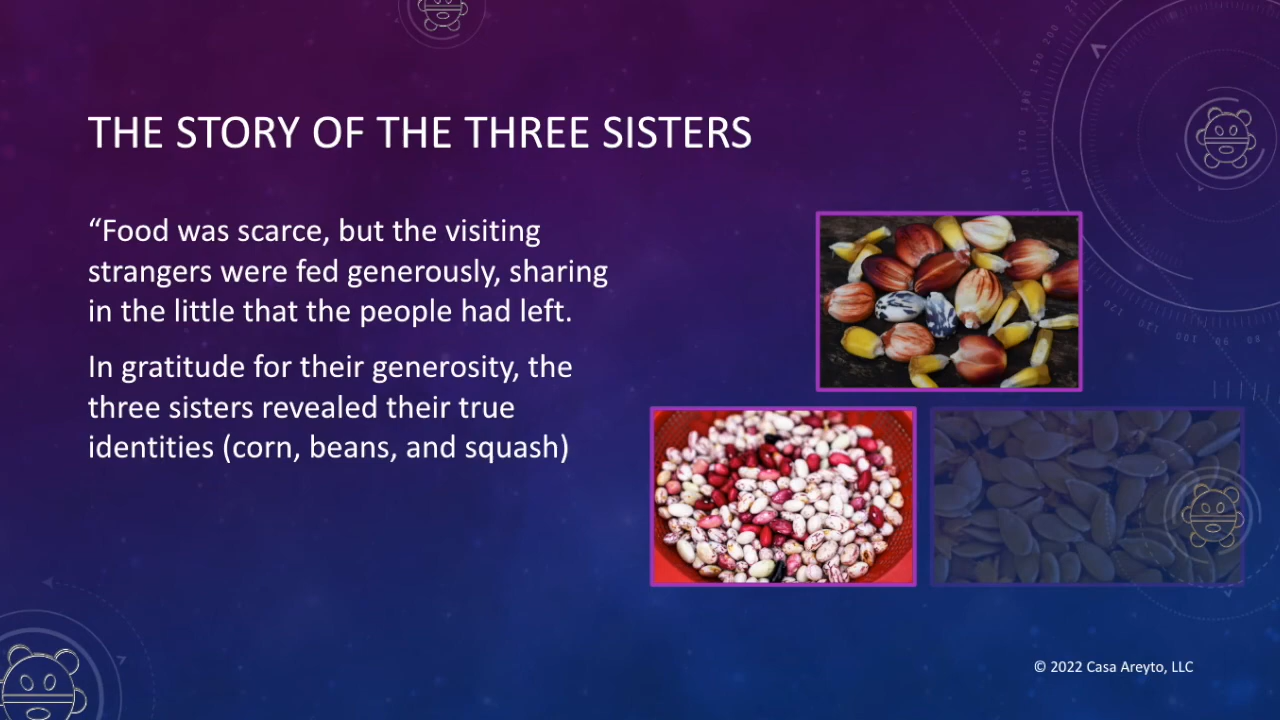 THE STORY OF THE THREE SISTERS
“Food was scarce, but the visiting
strangers were fed generously, sharing
in the little that the people had left.
In gratitude for their generosity, the
three sisters revealed their true
identities (corn, beans, and squash)
© 2022 Casa Areyto, LLC